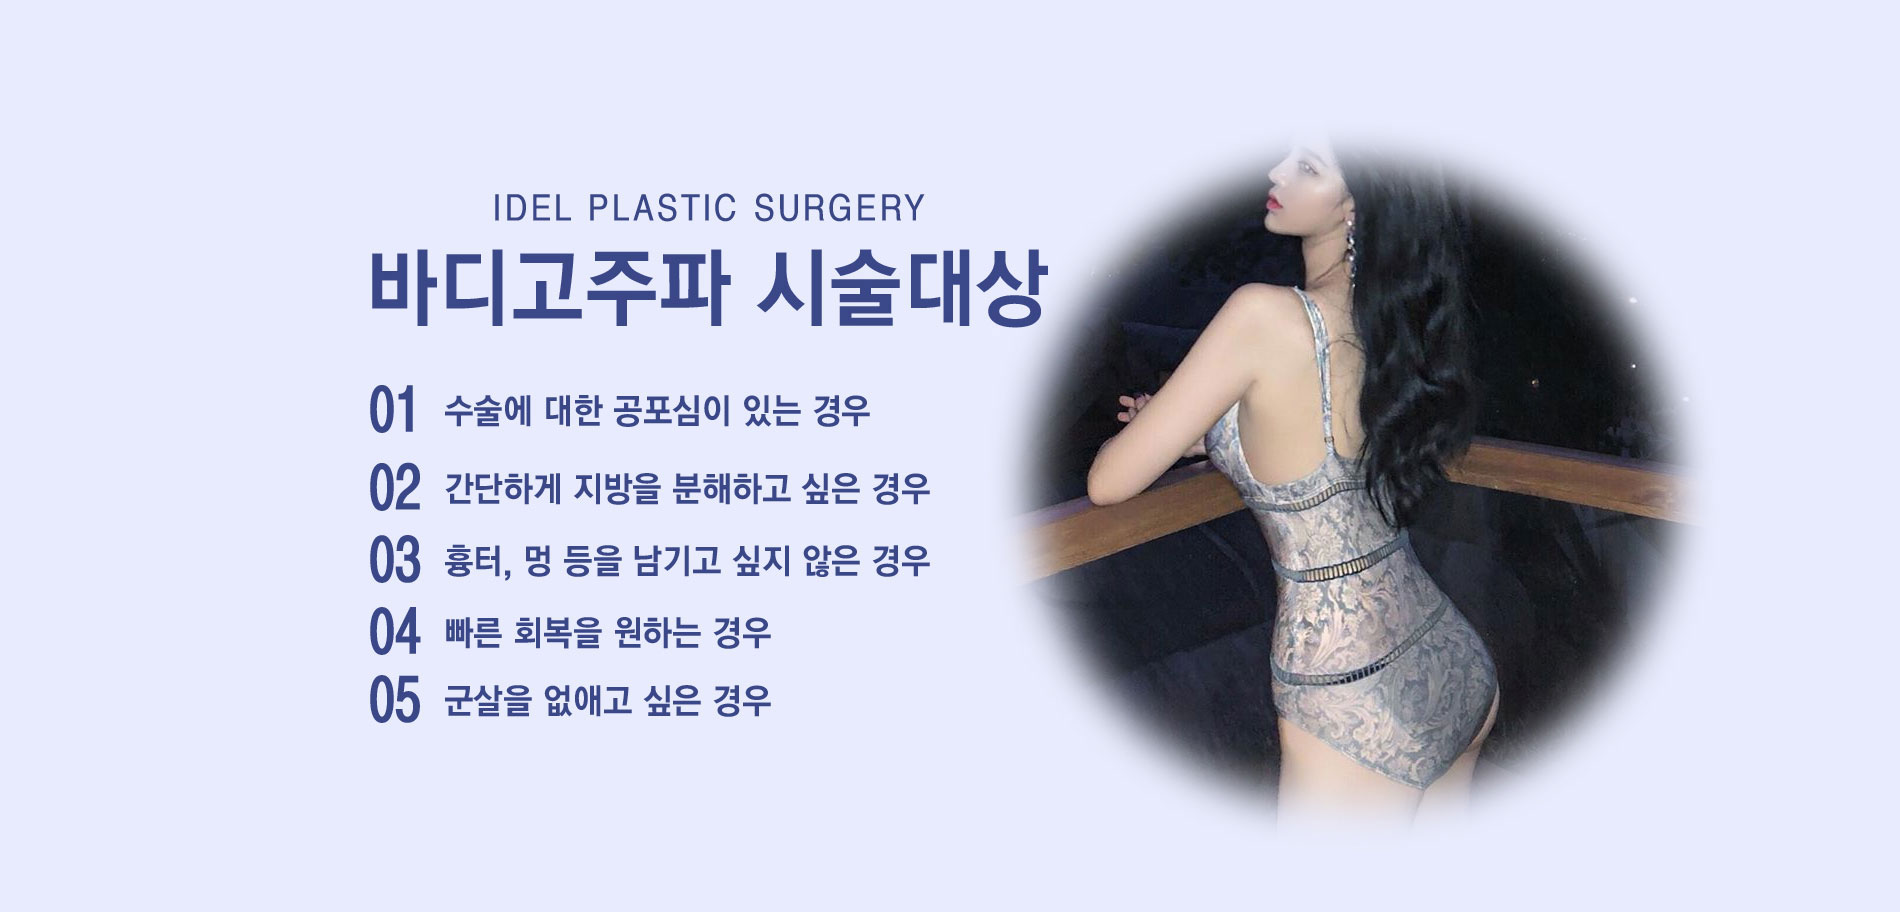 IDEL PLASTIC SURGERY
바디고주파 시술대상
01 수술에 대한 공포심이 있는 경우
02 간단하게 지방을 분해하고 싶은 경우
03 흉터, 멍 등을 남기고 싶지 않은 경우
04 빠른 회복을 원하는 경우
05 군살을 없애고 싶은 경우